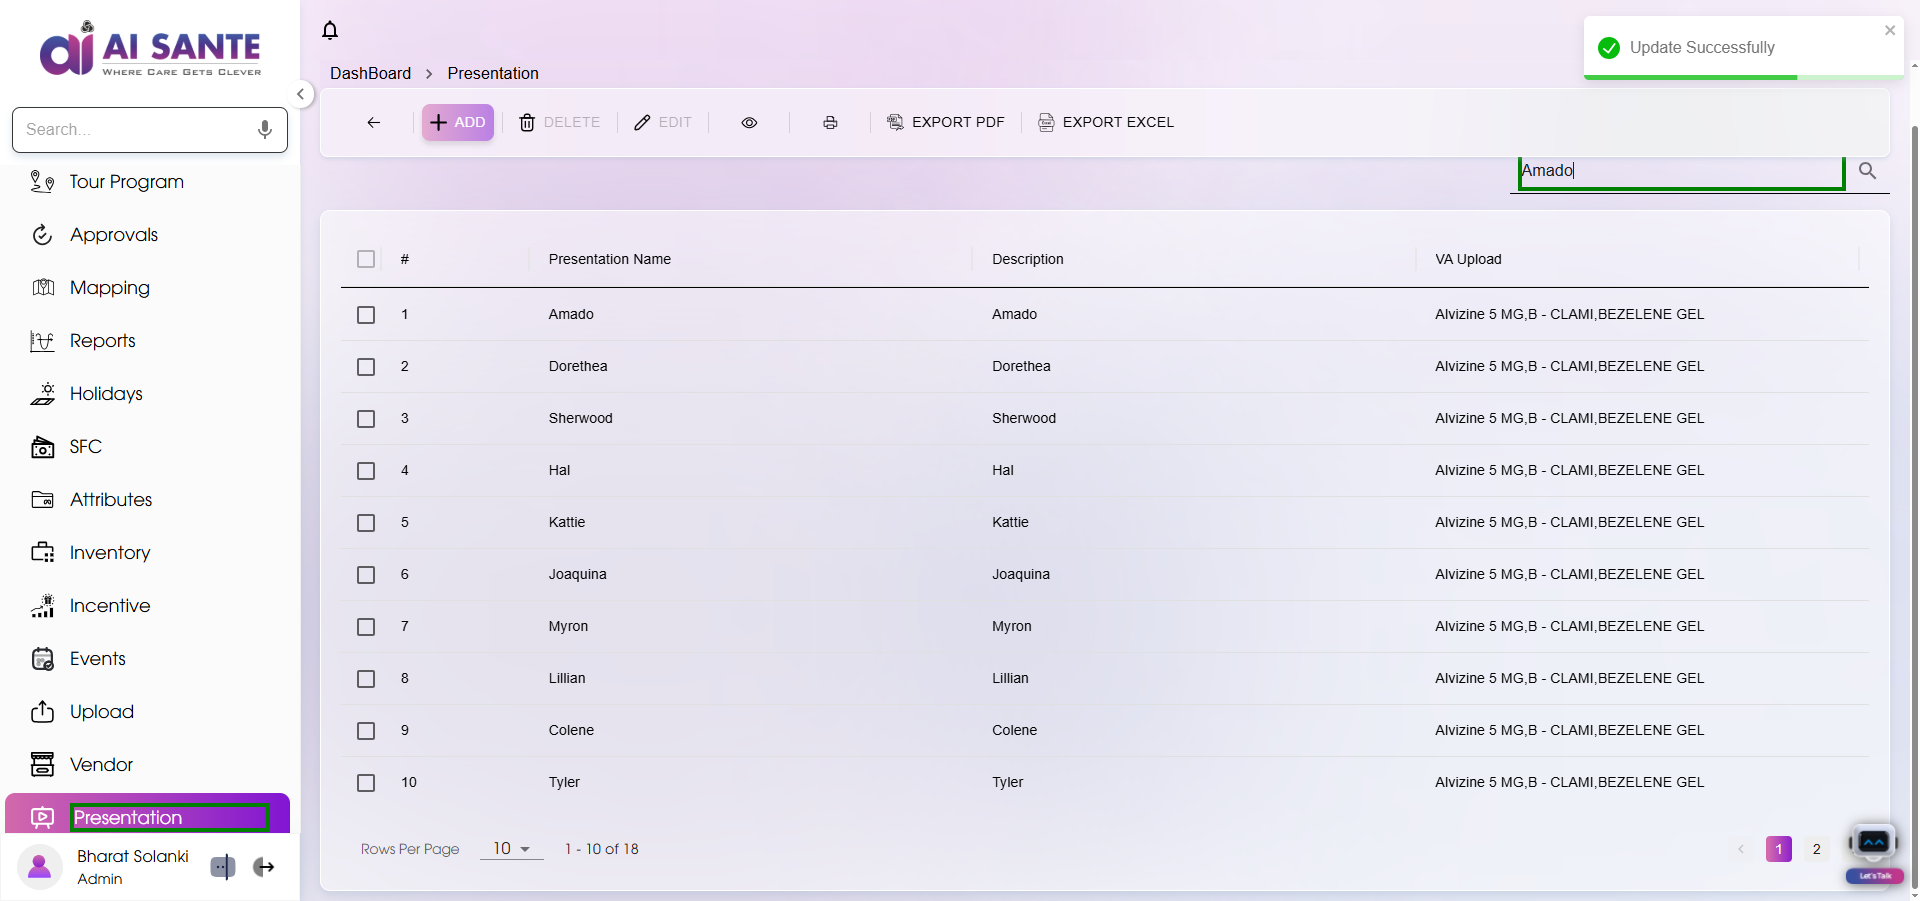 AI SANTE
WHERE CARE GETS CLEVER
Search...
Tour Program
Approvals
Mapping
Reports
Holidays
SFC
Attributes
Inventory
Incentive
Events
Upload
Vendor
Presentation
Bharat Solanki
Admin
DashBoard > Presentation
Update Successfully
ADD DELETE EDIT EXPORT PDF EXPORT EXCEL
Amado
# Presentation Name Description VA Upload
1 Amado Amado Alvizine 5 MG,B - CLAMI,BEZELENE GEL
2 Dorethea Dorethea Alvizine 5 MG,B - CLAMI,BEZELENE GEL
3 Sherwood Sherwood Alvizine 5 MG,B - CLAMI,BEZELENE GEL
4 Hal Hal Alvizine 5 MG,B - CLAMI,BEZELENE GEL
5 Kattie Kattie Alvizine 5 MG,B - CLAMI,BEZELENE GEL
6 Joaquina Joaquina Alvizine 5 MG,B - CLAMI,BEZELENE GEL
7 Myron Myron Alvizine 5 MG,B - CLAMI,BEZELENE GEL
8 Lillian Lillian Alvizine 5 MG,B - CLAMI,BEZELENE GEL
9 Colene Colene Alvizine 5 MG,B - CLAMI,BEZELENE GEL
10 Tyler Tyler Alvizine 5 MG,B - CLAMI,BEZELENE GEL
Rows Per Page 10 1 - 10 of 18
1 2
Let's Talk